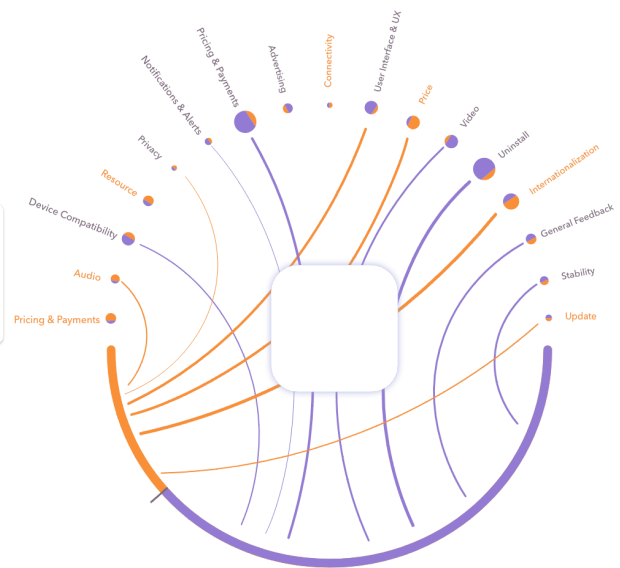 Pricing & Payments
Audio
Device Compatibility
Resource
Privacy
Notifications & Alerts
Pricing & Payments
Advertising
Connectivity
User Interface & UX
Price
Video
Uninstall
Internationalization
General Feedback
Stability
Update